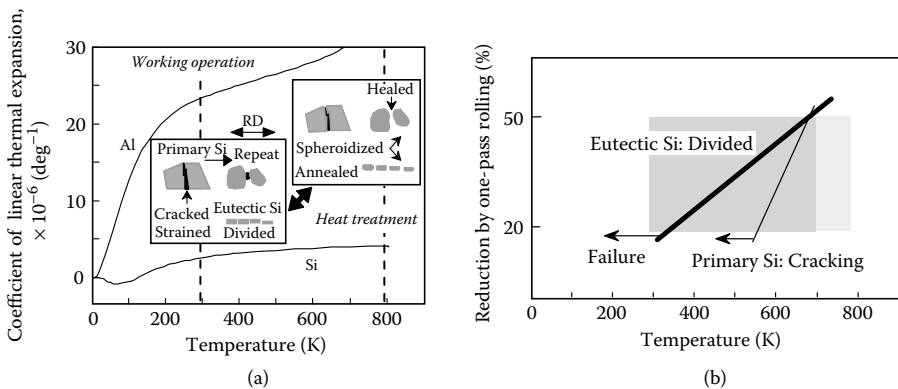 (a)
Coefficient of linear thermal expansion,
× 10⁻⁶ (deg⁻¹)
30
20
10
0
Working operation
Al
RD
Primary Si
Repeat
Cracked
Strained
Eutectic Si
Divided
Healed
Spheroidized
Annealed
Heat treatment
Si
0 200 400 600 800
Temperature (K)
(a)
(b)
Reduction by one-pass rolling (%)
50
20
Eutectic Si: Divided
Failure
Primary Si: Cracking
0 200 400 600 800
Temperature (K)
(b)